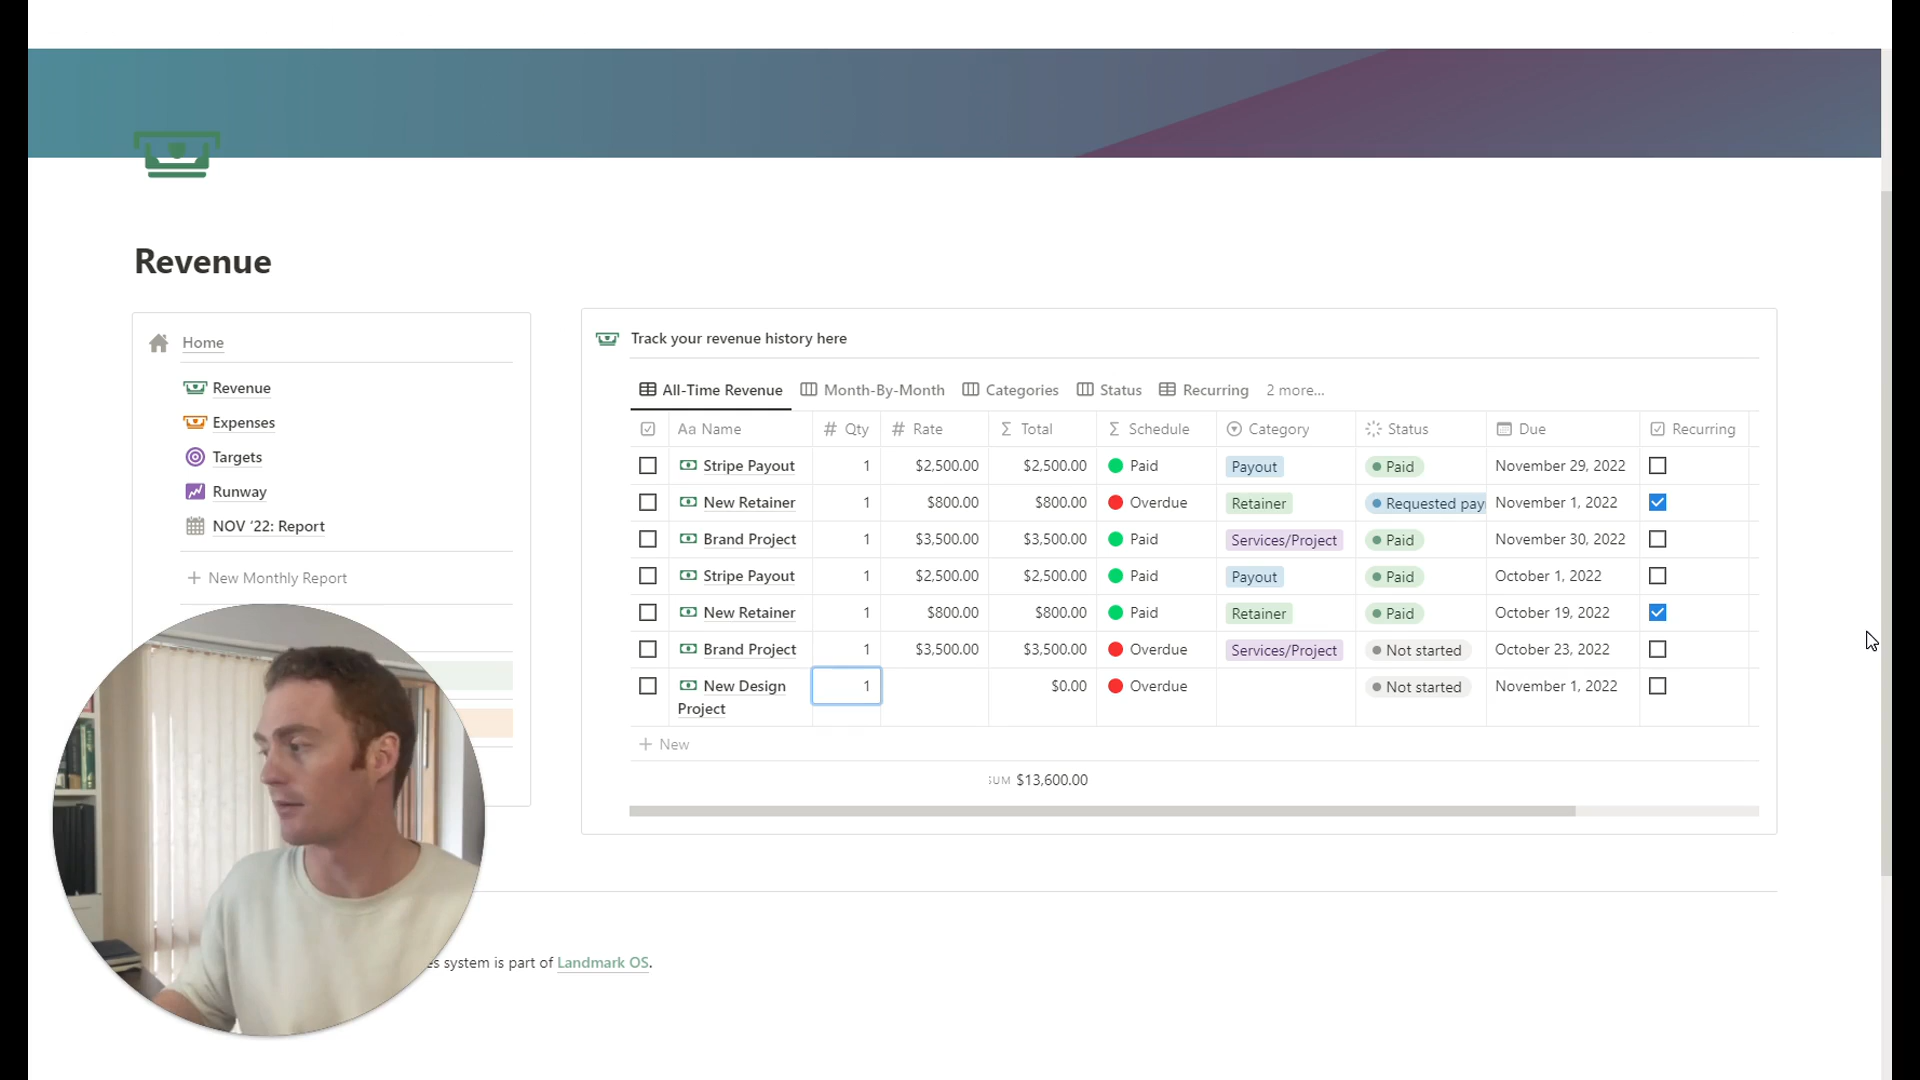 Revenue
Home
Revenue
Expenses
Targets
Runway
NOV ‘22: Report
+ New Monthly Report
Track your revenue history here
All-Time Revenue Month-By-Month Categories Status Recurring 2 more...
Aa Name # Qty # Rate Σ Total Σ Schedule Category Status Due Recurring
Stripe Payout 1 $2,500.00 $2,500.00 Paid Payout Paid November 29, 2022
New Retainer 1 $800.00 $800.00 Overdue Retainer Requested pay November 1, 2022
Brand Project 1 $3,500.00 $3,500.00 Paid Services/Project Paid November 30, 2022
Stripe Payout 1 $2,500.00 $2,500.00 Paid Payout Paid October 1, 2022
New Retainer 1 $800.00 $800.00 Paid Retainer Paid October 19, 2022
Brand Project 1 $3,500.00 $3,500.00 Overdue Services/Project Not started October 23, 2022
New Design 1 $0.00 Overdue Not started November 1, 2022
Project
+ New
SUM $13,600.00
es system is part of Landmark OS.